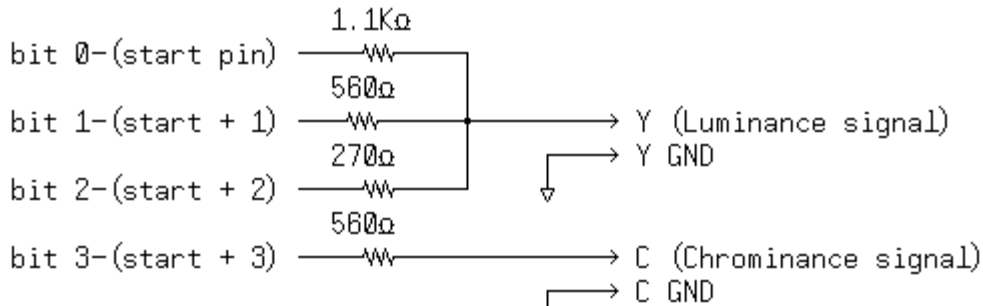 1.1KΩ
bit 0-(start pin)
560Ω
bit 1-(start + 1) Y (Luminance signal)
270Ω Y GND
bit 2-(start + 2)
560Ω
bit 3-(start + 3) C (Chrominance signal)
C GND